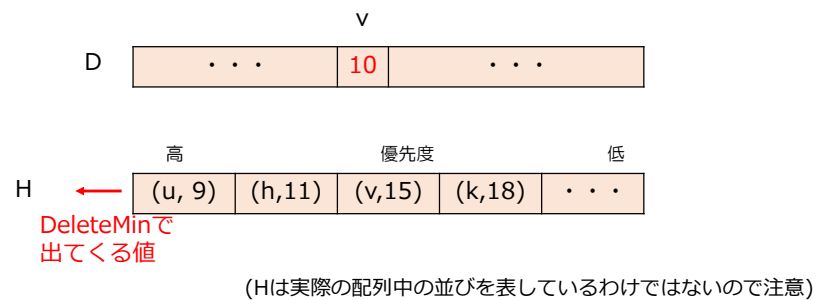 v
D ・・・ 10 ・・・
高 優先度 低
H (u, 9) (h,11) (v,15) (k,18) ・・・
DeleteMinで
出てくる値
(Hは実際の配列中の並びを表しているわけではないので注意)